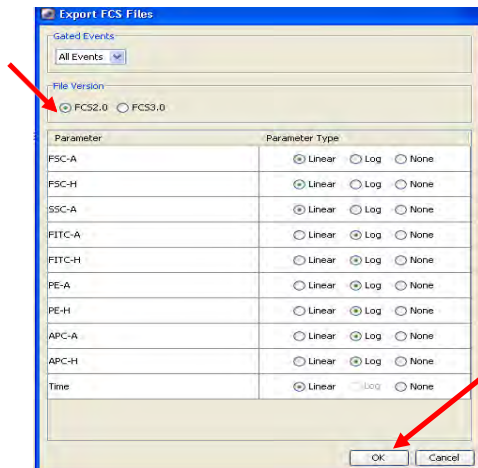 Export FCS Files
Gated Events
All Events
File Version
FCS2.0 FCS3.0
Parameter Parameter Type
FSC-A Linear Log None
FSC-H Linear Log None
SSC-A Linear Log None
FITC-A Linear Log None
FITC-H Linear Log None
PE-A Linear Log None
PE-H Linear Log None
APC-A Linear Log None
APC-H Linear Log None
Time Linear Log None
OK Cancel